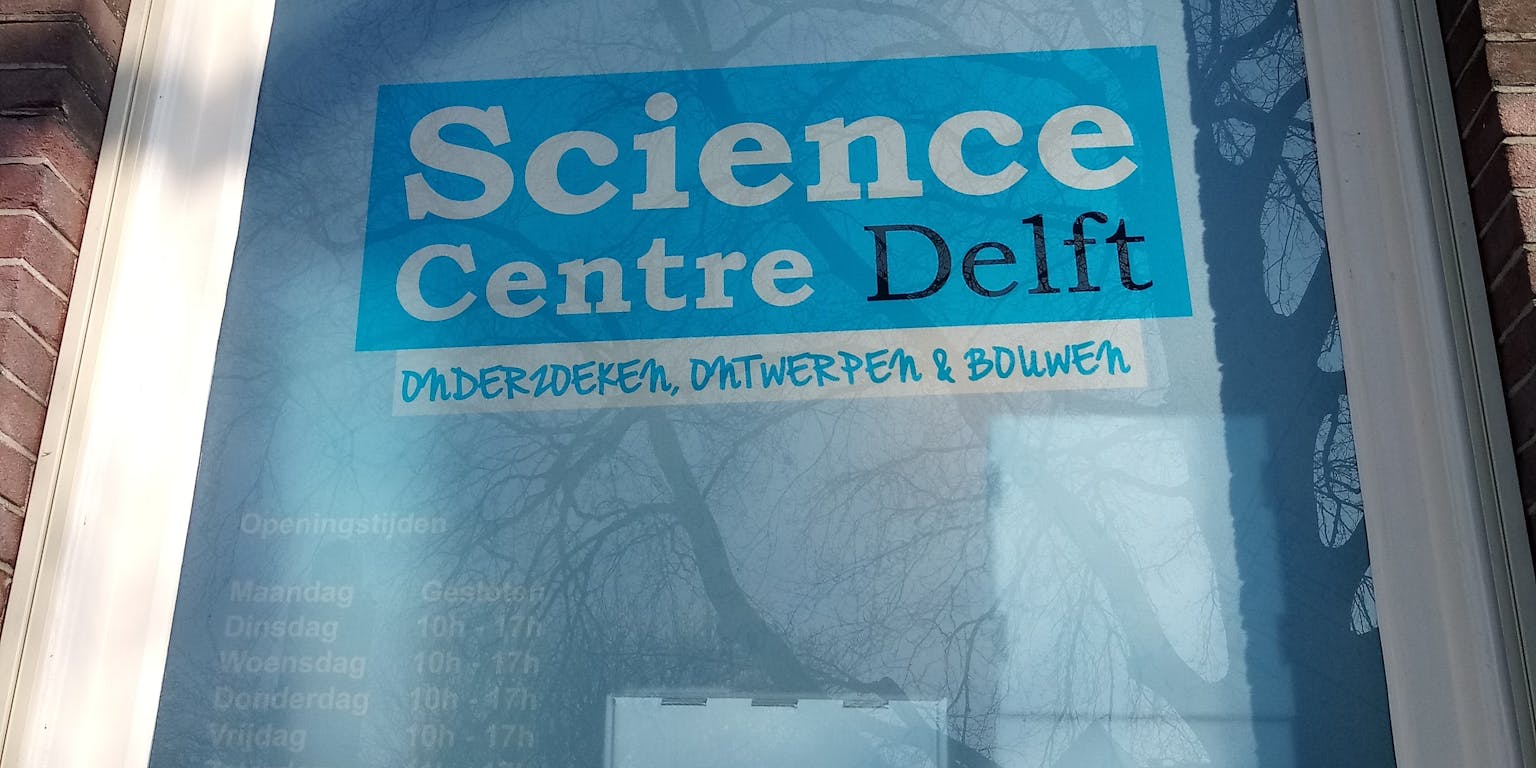 Science
Centre Delft
ONDERZOEKEN, ONTWERPEN & BOUWEN
Openingstijden
Maandag Gesloten
Dinsdag 10h - 17h
Woensdag 10h - 17h
Donderdag 10h - 17h
Vrijdag 10h - 17h